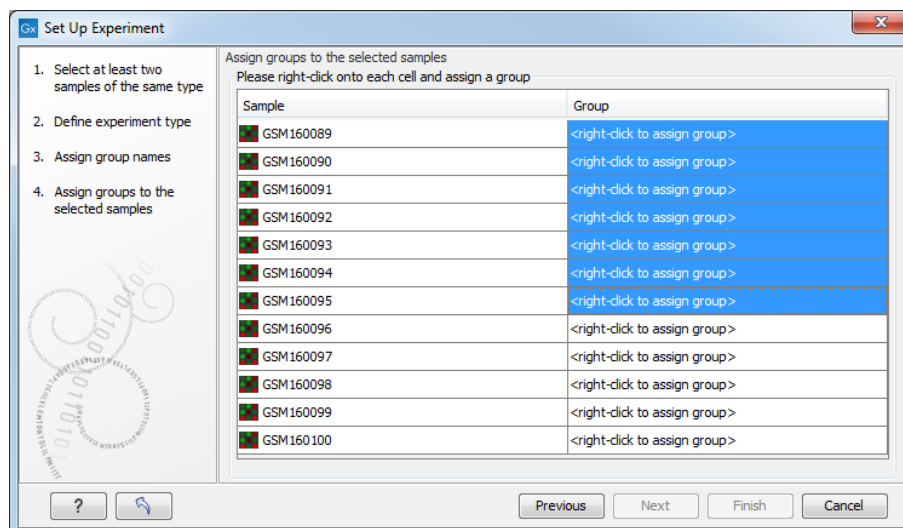 Gx Set Up Experiment
1. Select at least two
samples of the same type
2. Define experiment type
3. Assign group names
4. Assign groups to the
selected samples
Assign groups to the selected samples
Please right-click onto each cell and assign a group
Sample Group
GSM160089 <right-click to assign group>
GSM160090 <right-click to assign group>
GSM160091 <right-click to assign group>
GSM160092 <right-click to assign group>
GSM160093 <right-click to assign group>
GSM160094 <right-click to assign group>
GSM160095 <right-click to assign group>
GSM160096 <right-click to assign group>
GSM160097 <right-click to assign group>
GSM160098 <right-click to assign group>
GSM160099 <right-click to assign group>
GSM160100 <right-click to assign group>
? Previous Next Finish Cancel